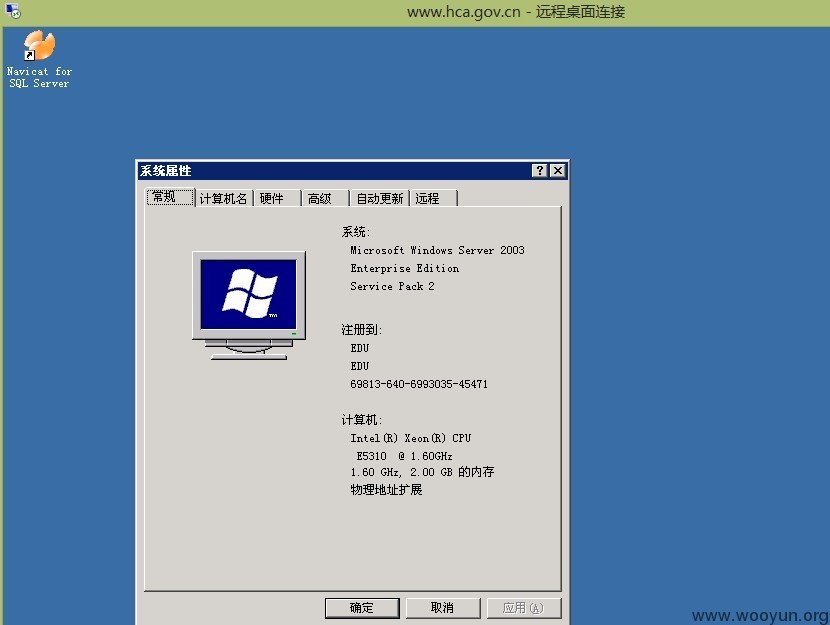 www.hca.gov.cn - 远程桌面连接
Navicat for
SQL Server
系统属性
常规 计算机名 硬件 高级 自动更新 远程
系统:
Microsoft Windows Server 2003
Enterprise Edition
Service Pack 2
注册到:
EDU
EDU
69813-640-6993035-45471
计算机:
Intel(R) Xeon(R) CPU
E5310 @ 1.60GHz
1.60 GHz, 2.00 GB 的内存
物理地址扩展
确定 取消 应用(A)
www.wooyun.org